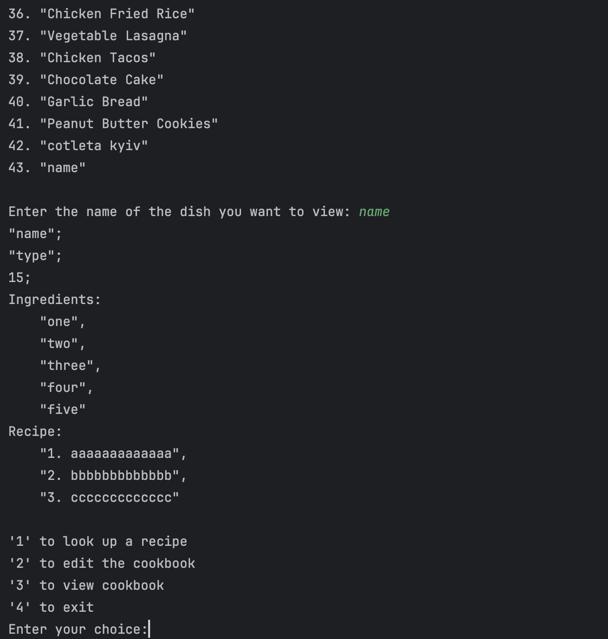 36. "Chicken Fried Rice"
37. "Vegetable Lasagna"
38. "Chicken Tacos"
39. "Chocolate Cake"
40. "Garlic Bread"
41. "Peanut Butter Cookies"
42. "cotleta kyiv"
43. "name"
Enter the name of the dish you want to view: name
"name";
"type";
15;
Ingredients:
"one",
"two",
"three",
"four",
"five"
Recipe:
"1. aaaaaaaaaaaaa",
"2. bbbbbbbbbbbbb",
"3. ccccccccccccc"
'1' to look up a recipe
'2' to edit the cookbook
'3' to view cookbook
'4' to exit
Enter your choice: